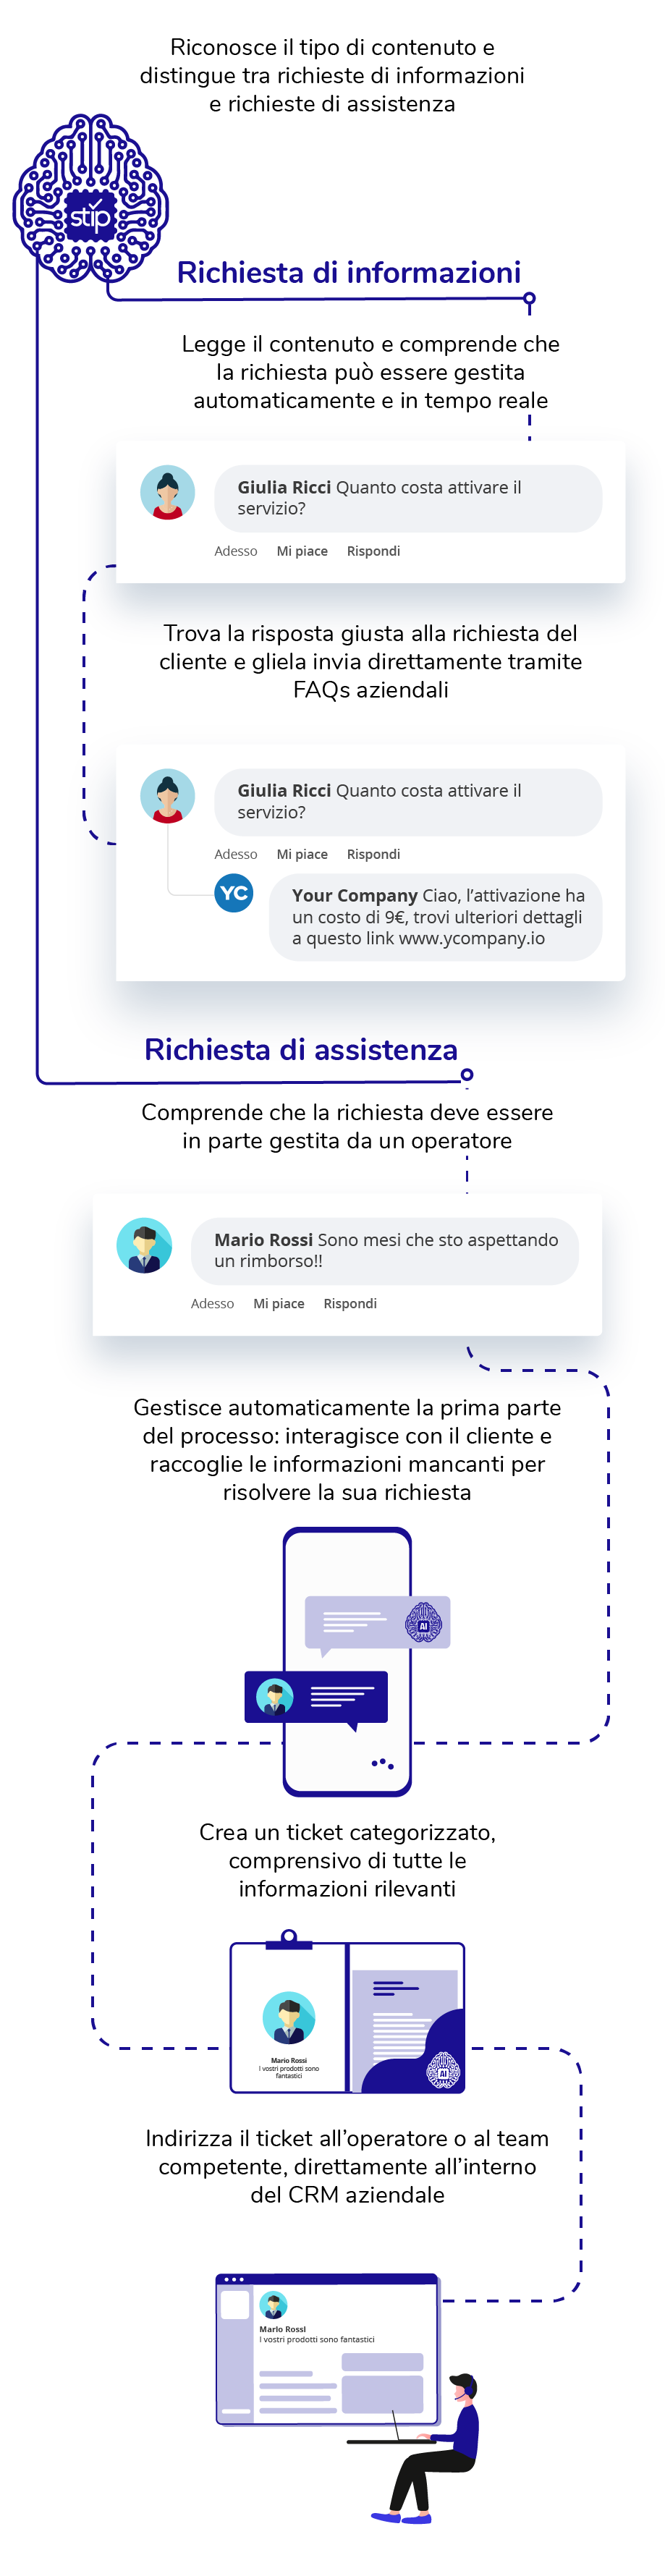 Riconosce il tipo di contenuto e
distingue tra richieste di informazioni
e richieste di assistenza
stip
Richiesta di informazioni
Legge il contenuto e comprende che
la richiesta può essere gestita
automaticamente e in tempo reale
Giulia Ricci Quanto costa attivare il
servizio?
Adesso Mi piace Rispondi
Trova la risposta giusta alla richiesta del
cliente e gliela invia direttamente tramite
FAQs aziendali
Giulia Ricci Quanto costa attivare il
servizio?
Adesso Mi piace Rispondi
YC
Your Company Ciao, l'attivazione ha
un costo di 9€, trovi ulteriori dettagli
a questo link www.ycompany.io
Richiesta di assistenza
Comprende che la richiesta deve essere
in parte gestita da un operatore
Mario Rossi Sono mesi che sto aspettando
un rimborso!!
Adesso Mi piace Rispondi
Gestisce automaticamente la prima parte
del processo: interagisce con il cliente e
raccoglie le informazioni mancanti per
risolvere la sua richiesta
AI
Crea un ticket categorizzato,
comprensivo di tutte le
informazioni rilevanti
Mario Rossi
I vostri prodotti sono
fantastici
AI
Indirizza il ticket all'operatore o al team
competente, direttamente all'interno
del CRM aziendale
Mario Rossi
I vostri prodotti sono fantastici